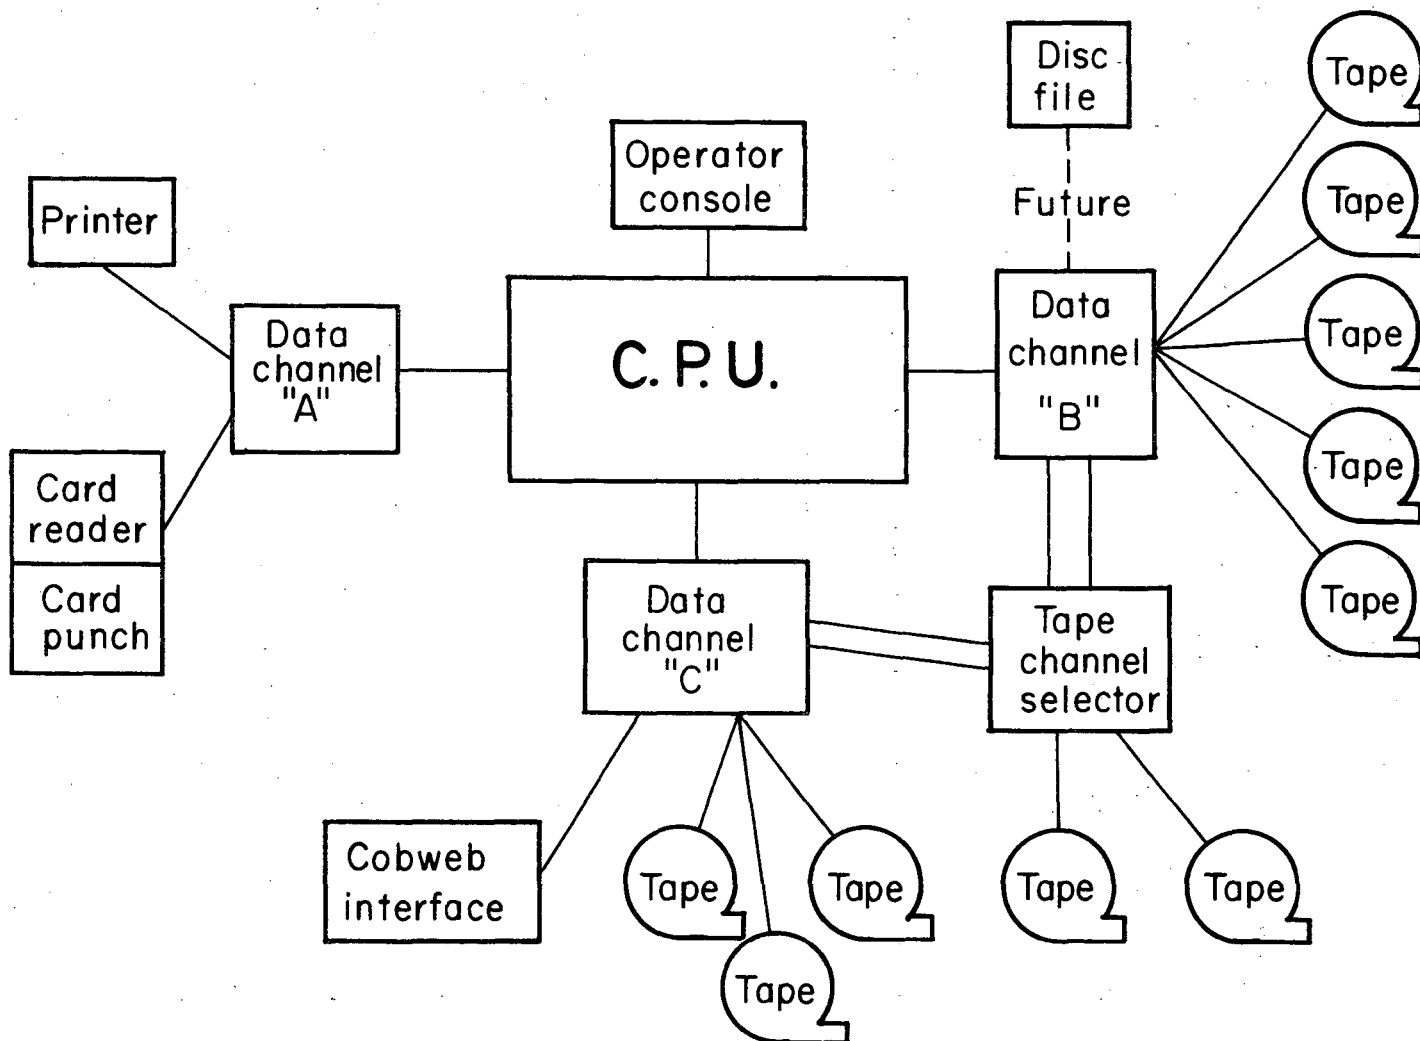 Disc
file
Tape
Operator
console
Tape
Printer
Future
Data
channel
"A"
C.P.U.
Data
channel
"B"
Tape
Tape
Card
reader
Card
punch
Data
channel
"C"
Tape
channel
selector
Tape
Cobweb
interface
Tape
Tape
Tape
Tape
Tape